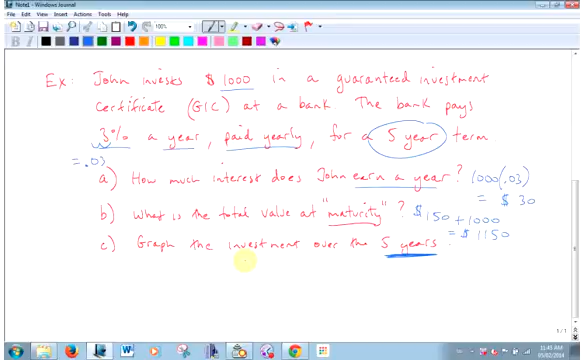 Note1 - Windows Journal
File Edit View Insert Actions Tools Help
Ex: John invests $1000 in a guaranteed investment
certificate (GIC) at a bank The bank pays
3% a year, paid yearly, for a 5 year term
= .03
a) How much interest does John earn a year? 1000(.03)
= $30
b) What is the total value at "maturity"? $150 + 1000
= $1150
c) Graph the investment over the 5 years.
1/1
11:45 AM
05/02/2014